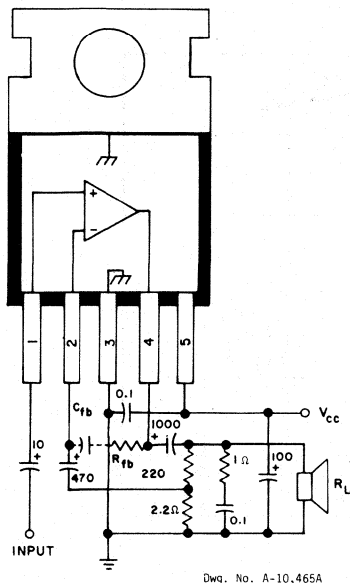 +
−
1
2
3
4
5
0.1
Cfb
Vcc
10
+
+
470
Rfb
1000
+
220
1Ω
100
+
RL
2.2Ω
0.1
INPUT
Dwg. No. A-10,465A